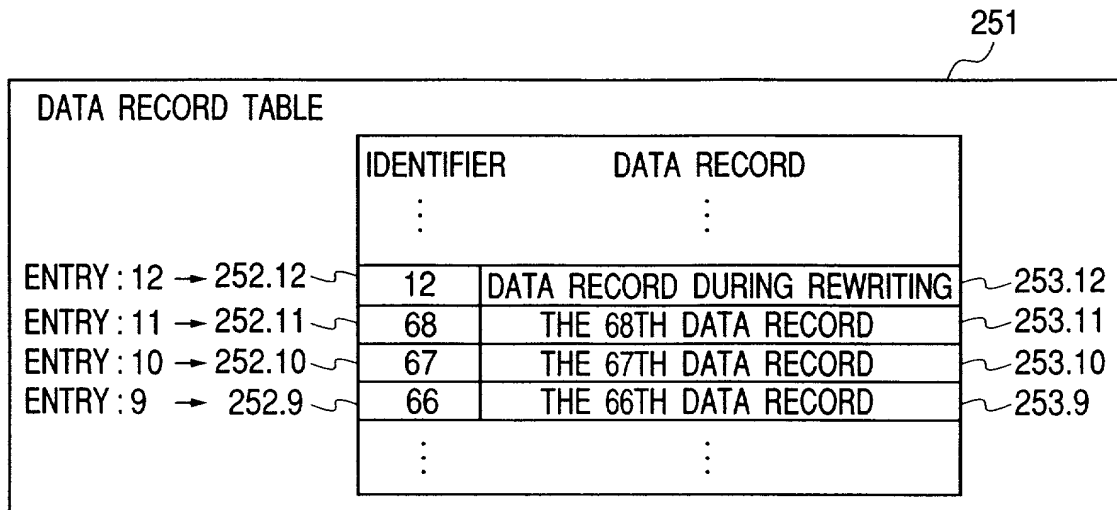 251
DATA RECORD TABLE
IDENTIFIER DATA RECORD
⋮ ⋮
ENTRY : 12 → 252.12 12 DATA RECORD DURING REWRITING 253.12
ENTRY : 11 → 252.11 68 THE 68TH DATA RECORD 253.11
ENTRY : 10 → 252.10 67 THE 67TH DATA RECORD 253.10
ENTRY : 9 → 252.9 66 THE 66TH DATA RECORD 253.9
⋮ ⋮